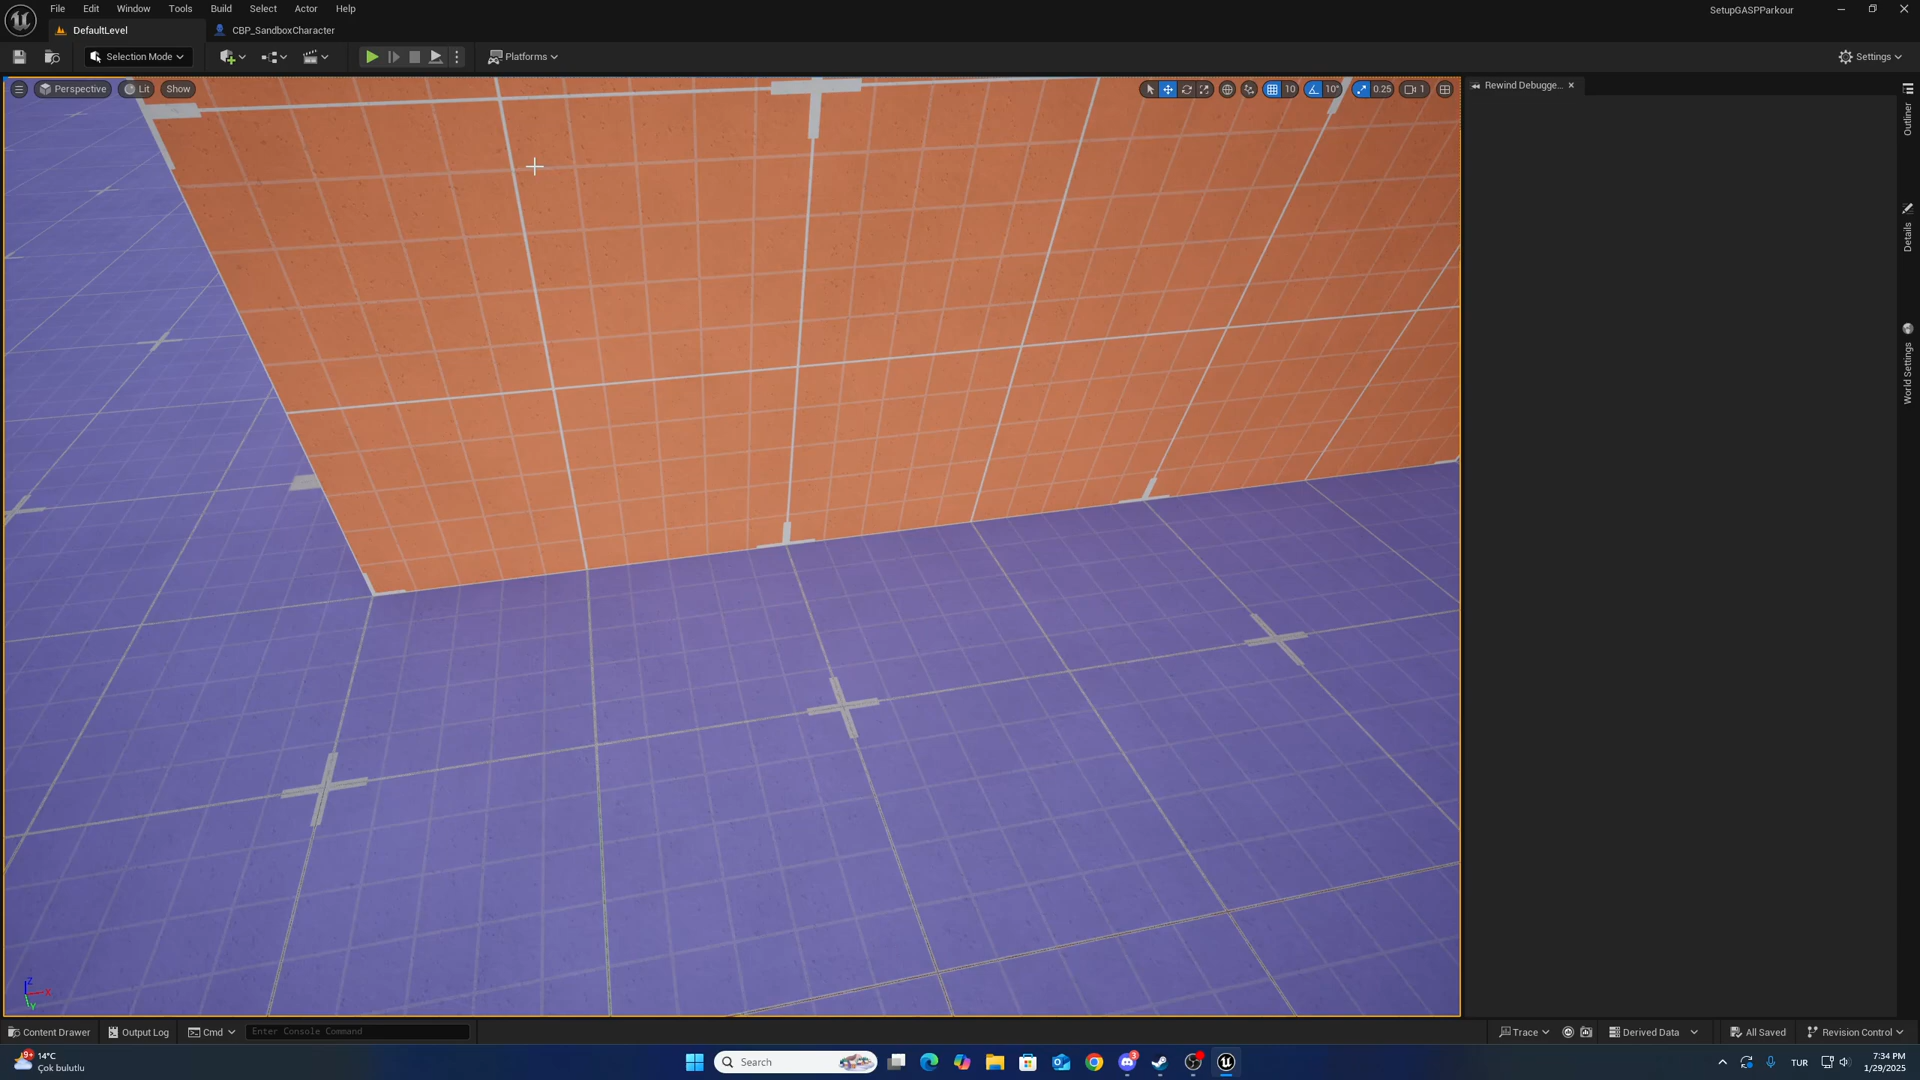 File Edit Window Tools Build Select Actor Help
SetupGASPParkour
DefaultLevel
CBP_SandboxCharacter
Selection Mode
Platforms
Settings
Perspective
Lit
Show
10
10°
0.25
1
Rewind Debugge...
Outliner
Details
World Settings
Z
X
Y
Content Drawer
Output Log
Cmd
Enter Console Command
Trace
Derived Data
All Saved
Revision Control
9+
14°C
Çok bulutlu
Search
3
TUR
7:34 PM
1/29/2025